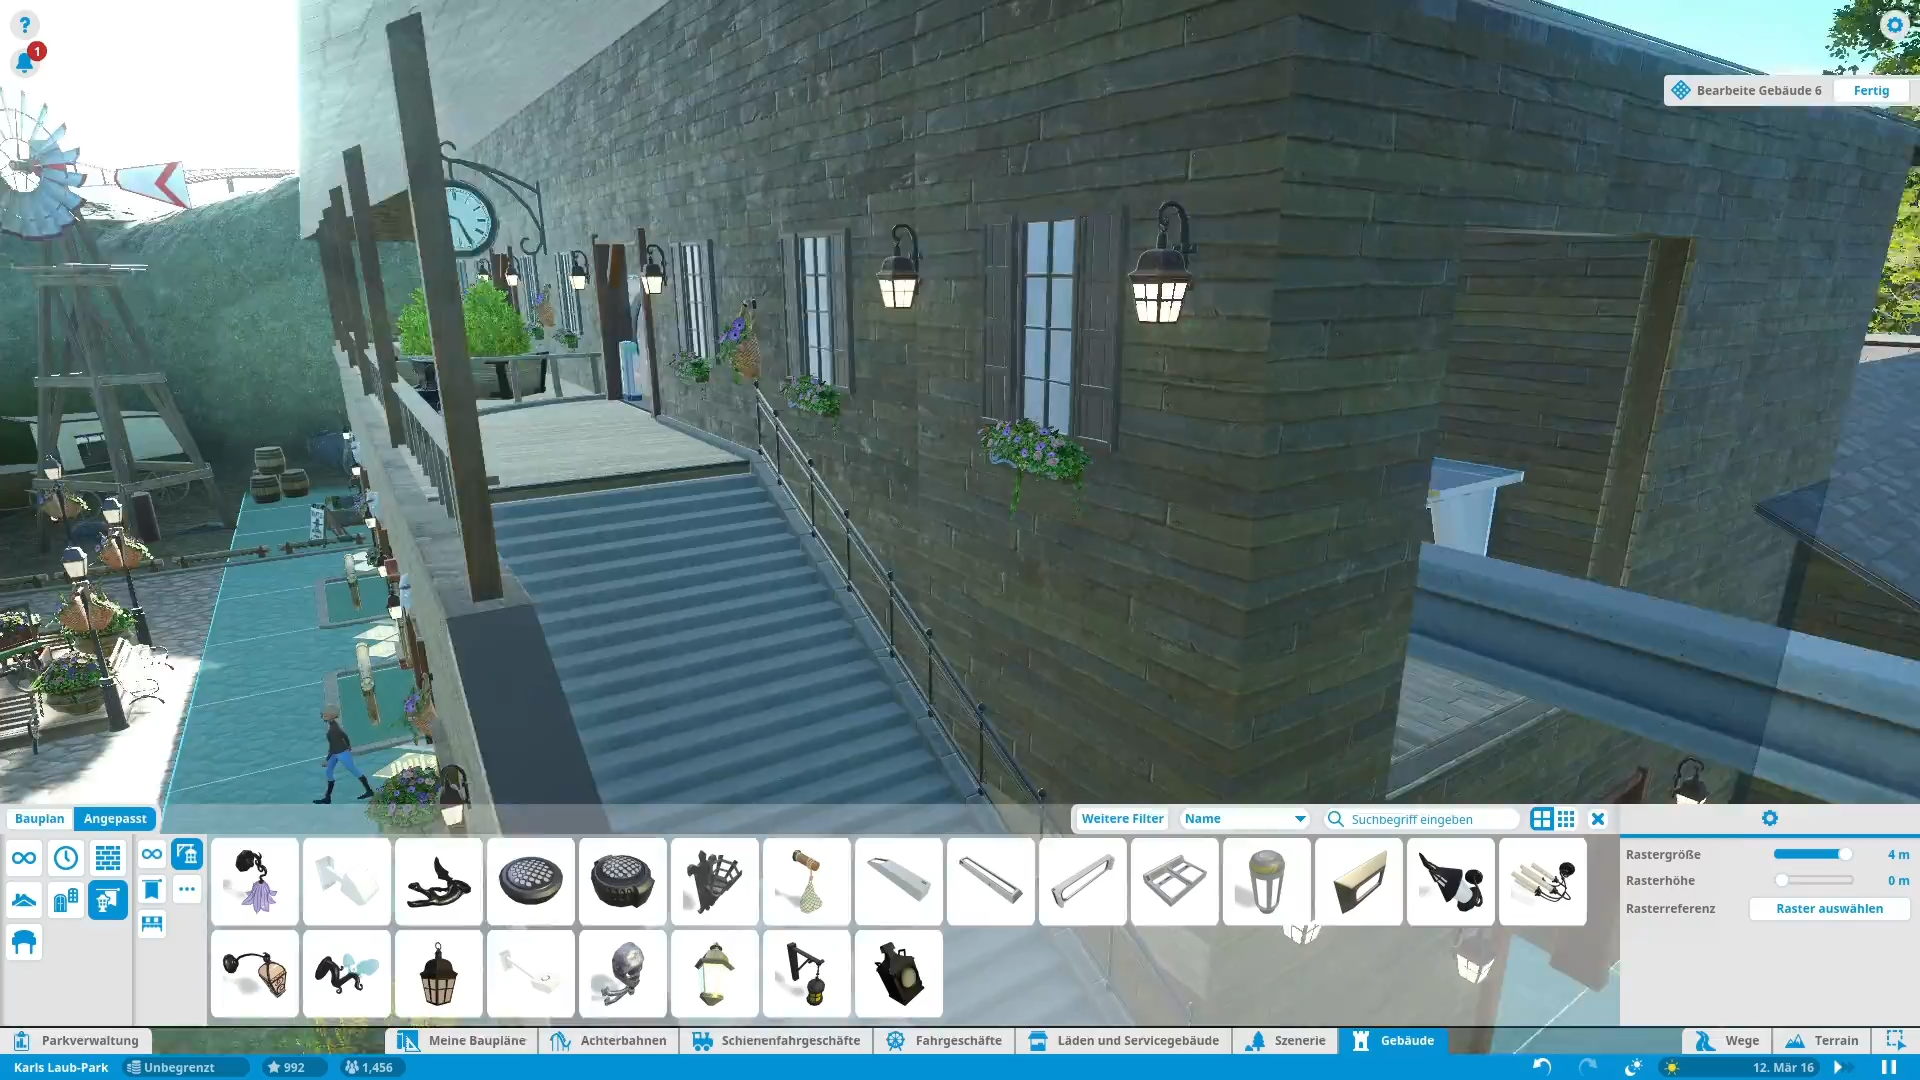 ?
1
Bearbeite Gebäude 6
Fertig
Bauplan
Angepasst
Weitere Filter
Name
Suchbegriff eingeben
Rastergröße
4 m
Rasterhöhe
0 m
Rasterreferenz
Raster auswählen
Parkverwaltung
Meine Baupläne
Achterbahnen
Schienenfahrgeschäfte
Fahrgeschäfte
Läden und Servicegebäude
Szenerie
Gebäude
Wege
Terrain
Karls Laub-Park
Unbegrenzt
992
1,456
12. Mär 16